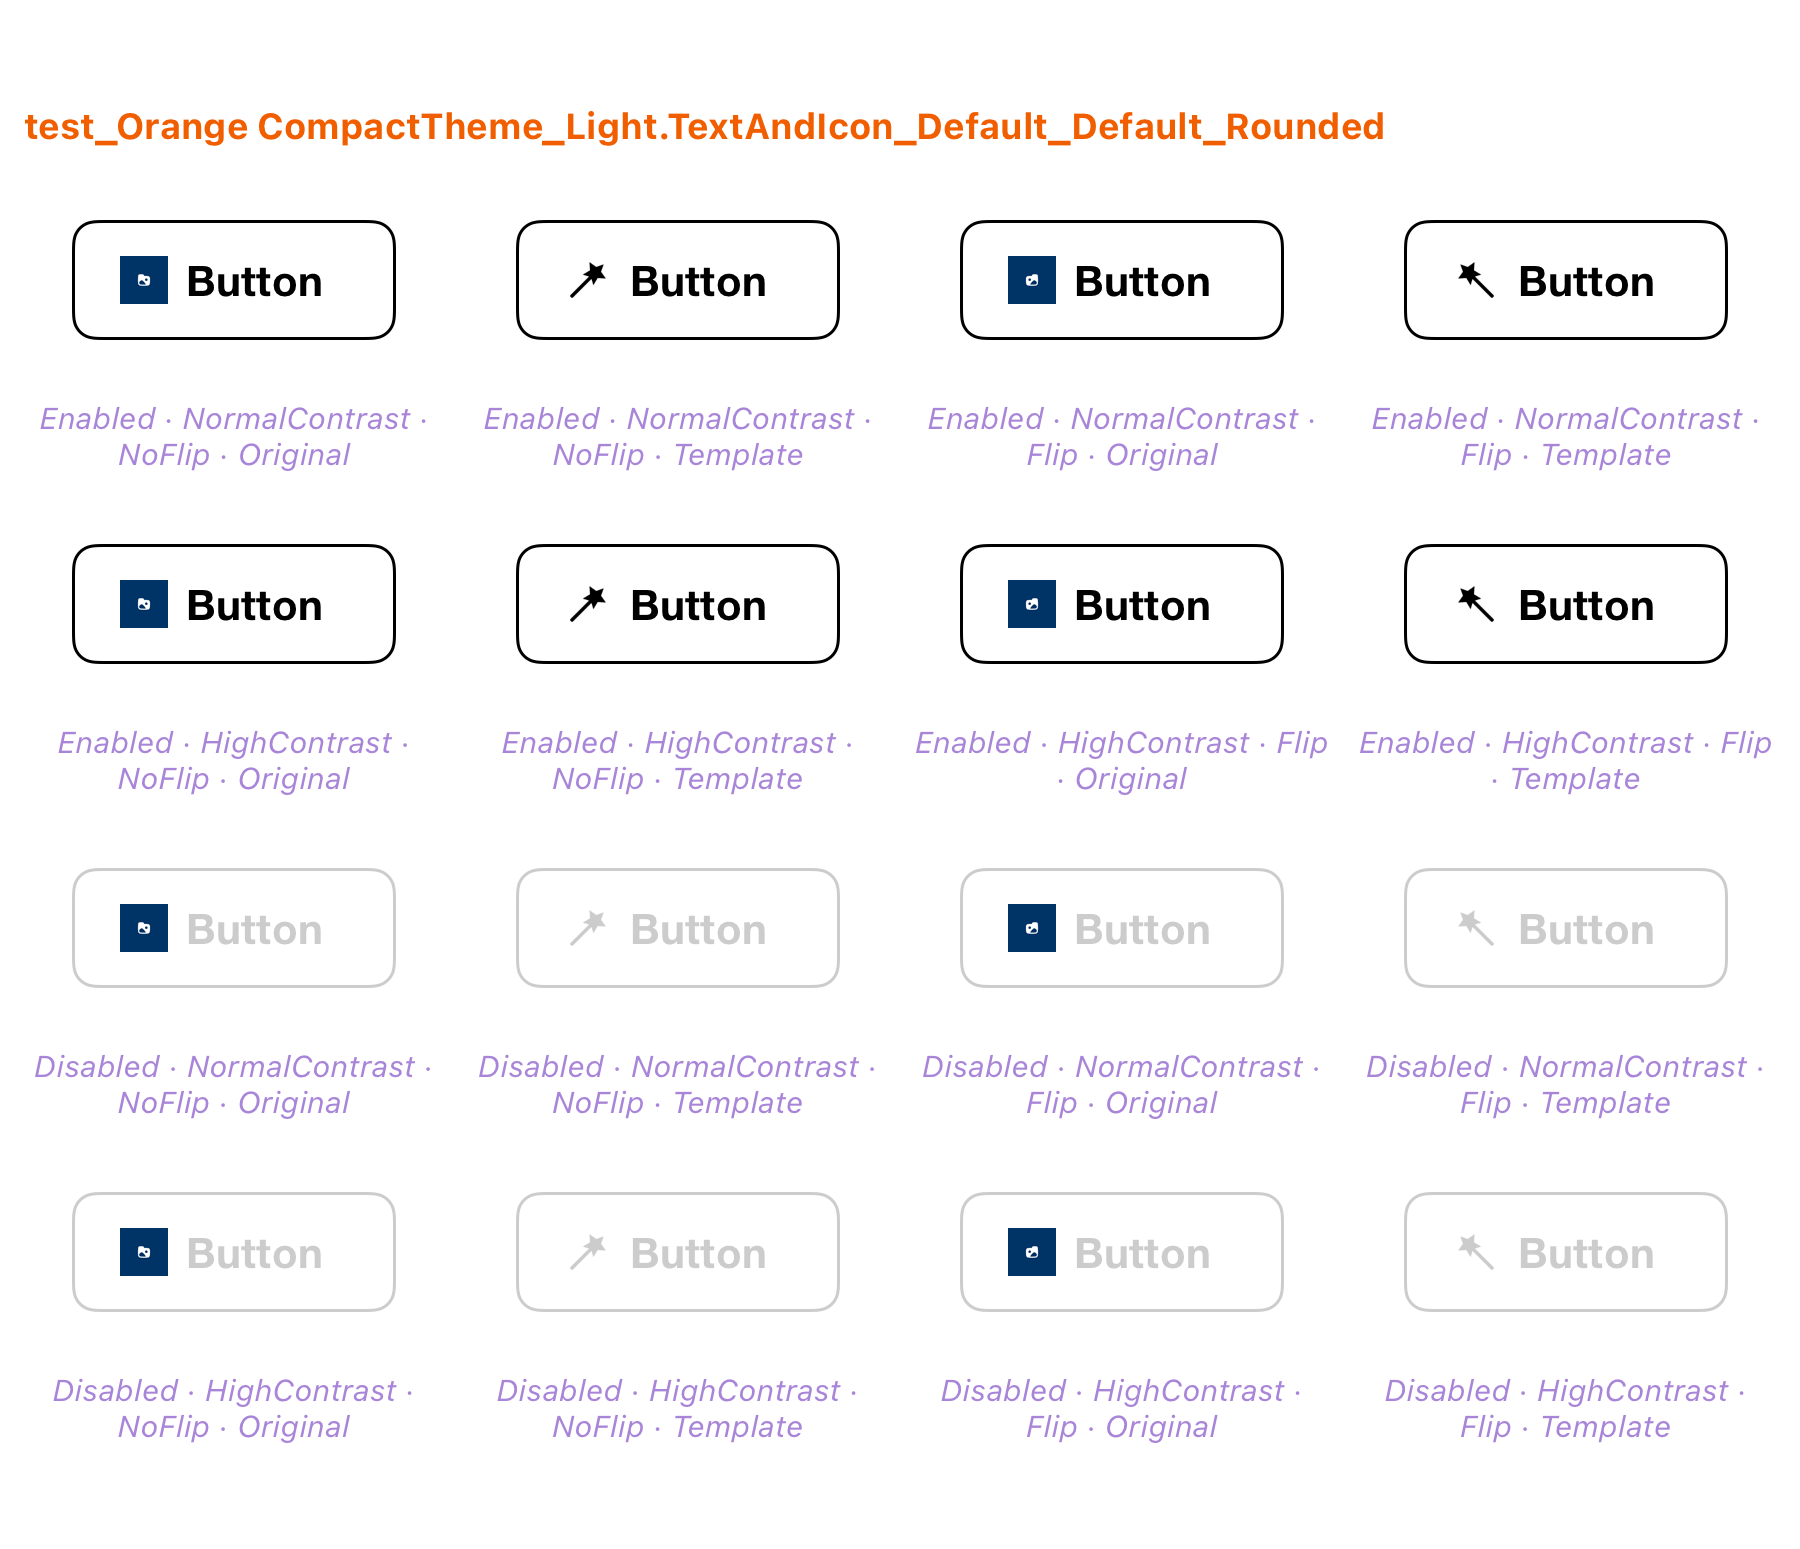 test_Orange CompactTheme_Light.TextAndIcon_Default_Default_Rounded
Button Button Button Button
Enabled · NormalContrast · Enabled · NormalContrast · Enabled · NormalContrast · Enabled · NormalContrast ·
NoFlip · Original NoFlip · Template Flip · Original Flip · Template
Button Button Button Button
Enabled · HighContrast · Enabled · HighContrast · Enabled · HighContrast · Flip Enabled · HighContrast · Flip
NoFlip · Original NoFlip · Template · Original · Template
Button Button Button Button
Disabled · NormalContrast · Disabled · NormalContrast · Disabled · NormalContrast · Disabled · NormalContrast ·
NoFlip · Original NoFlip · Template Flip · Original Flip · Template
Button Button Button Button
Disabled · HighContrast · Disabled · HighContrast · Disabled · HighContrast · Disabled · HighContrast ·
NoFlip · Original NoFlip · Template Flip · Original Flip · Template